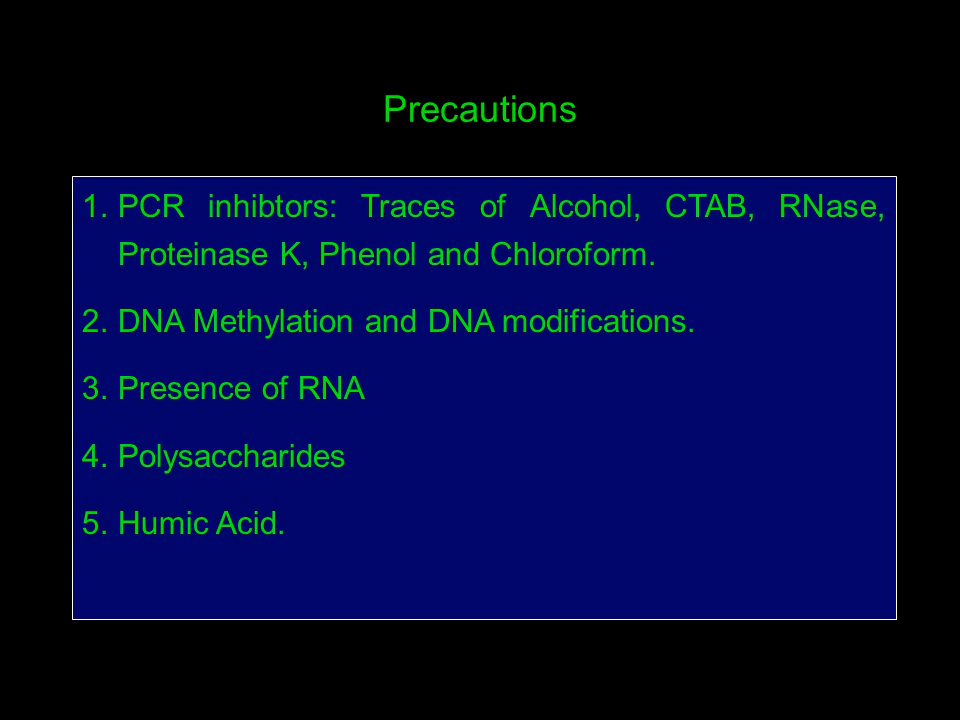 Precautions
1. PCR inhibtors: Traces of Alcohol, CTAB, RNase,
Proteinase K, Phenol and Chloroform.
2. DNA Methylation and DNA modifications.
3. Presence of RNA
4. Polysaccharides
5. Humic Acid.